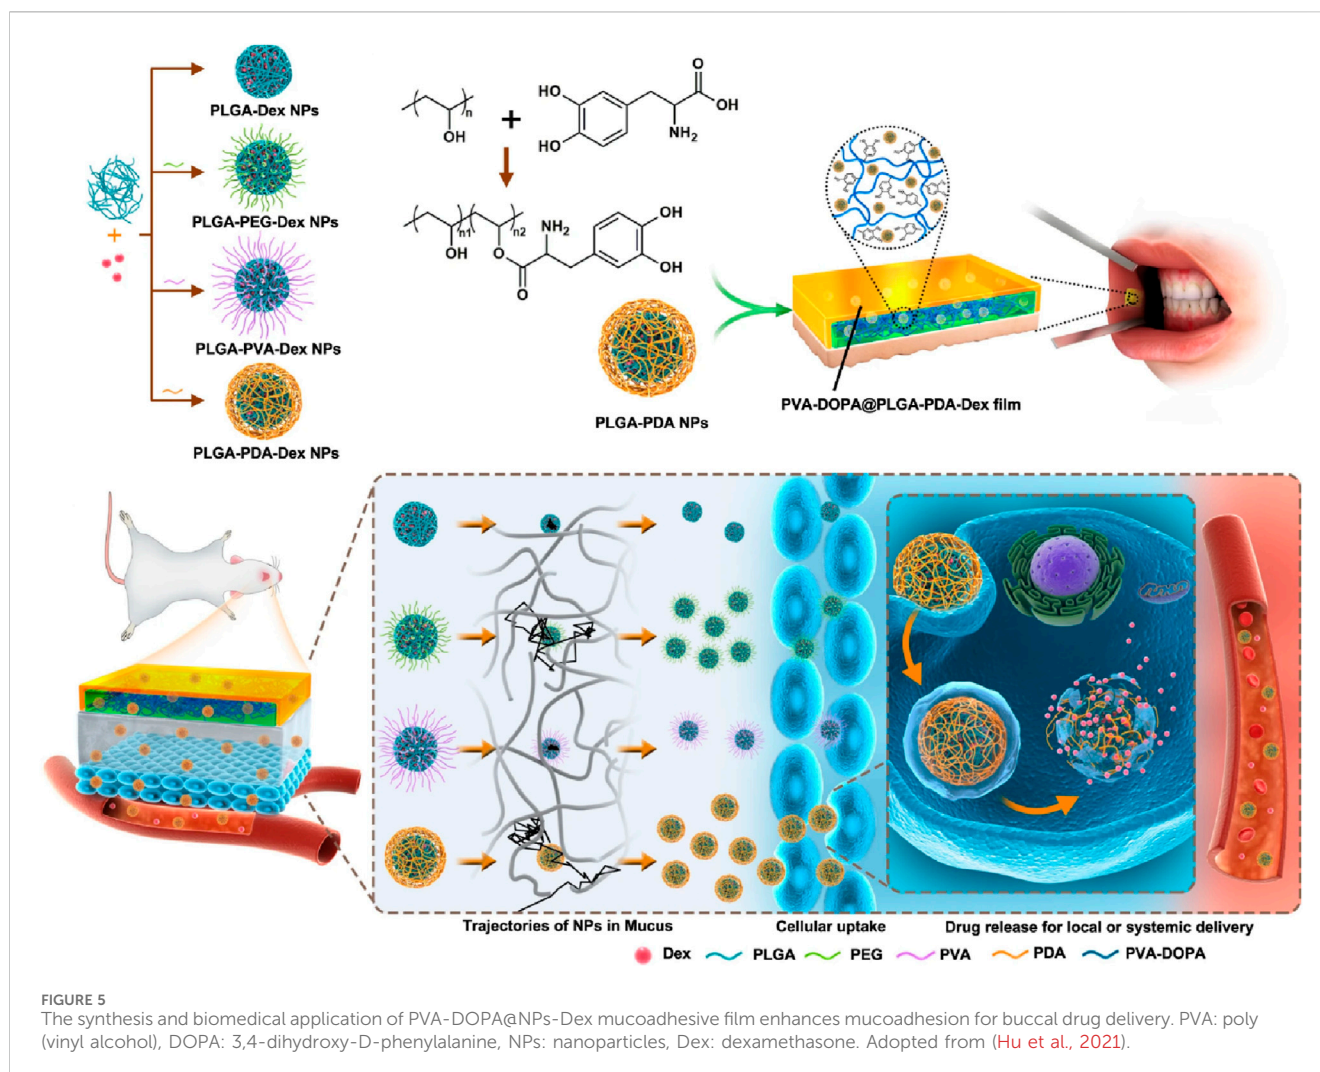 PLGA-Dex NPs
PLGA-PEG-Dex NPs
+
PLGA-PVA-Dex NPs
PLGA-PDA-Dex NPs
n
OH
+
HO
HO
O
OH
NH2
n1
n2
OH
O
O
NH2
OH
OH
PLGA-PDA NPs
PVA-DOPA@PLGA-PDA-Dex film
Trajectories of NPs in Mucus
Cellular uptake
Drug release for local or systemic delivery
Dex PLGA PEG PVA PDA PVA-DOPA
FIGURE 5
The synthesis and biomedical application of PVA-DOPA@NPs-Dex mucoadhesive film enhances mucoadhesion for buccal drug delivery. PVA: poly
(vinyl alcohol), DOPA: 3,4-dihydroxy-D-phenylalanine, NPs: nanoparticles, Dex: dexamethasone. Adopted from (Hu et al., 2021).